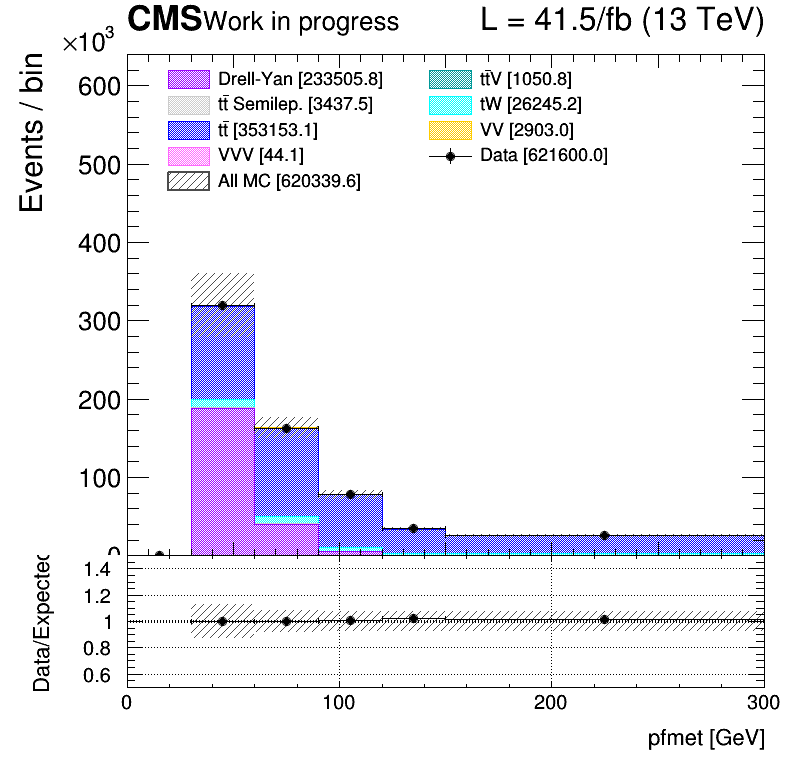 CMS Work in progress L = 41.5/fb (13 TeV)
×10³
Events / bin
600
500
400
300
200
100
0
Drell-Yan [233505.8]
tt̄ Semilep. [3437.5]
tt̄ [353153.1]
VVV [44.1]
All MC [620339.6]
tt̄V [1050.8]
tW [26245.2]
VV [2903.0]
Data [621600.0]
Data/Expected
1.4
1.2
1
0.8
0.6
0 100 200 300
pfmet [GeV]